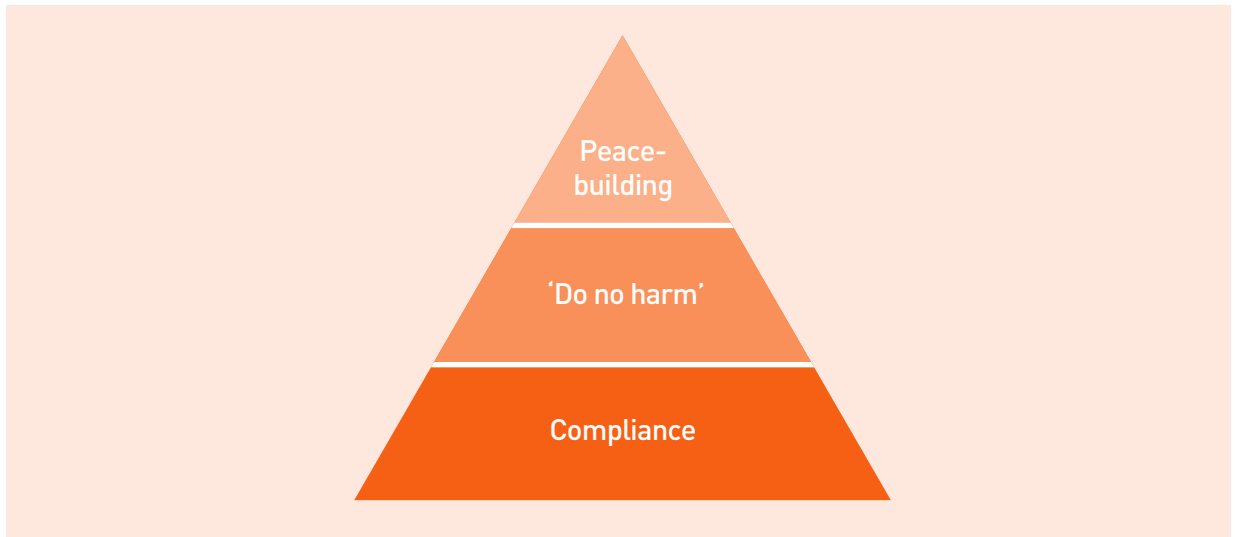 Peace-
building
‘Do no harm’
Compliance